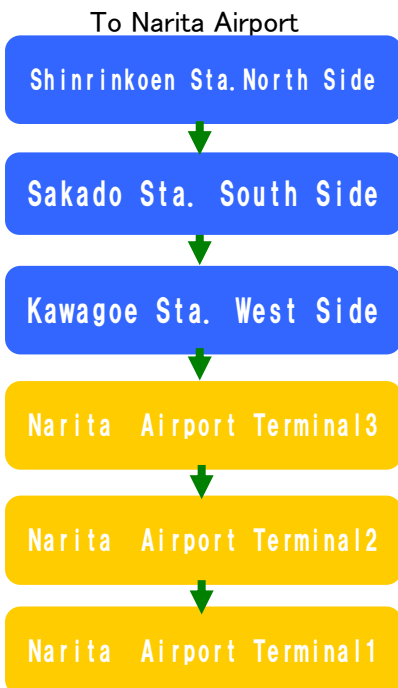 To Narita Airport
Shinrinkoen Sta.North Side
Sakado Sta. South Side
Kawagoe Sta. West Side
Narita Airport Terminal3
Narita Airport Terminal2
Narita Airport Terminal1